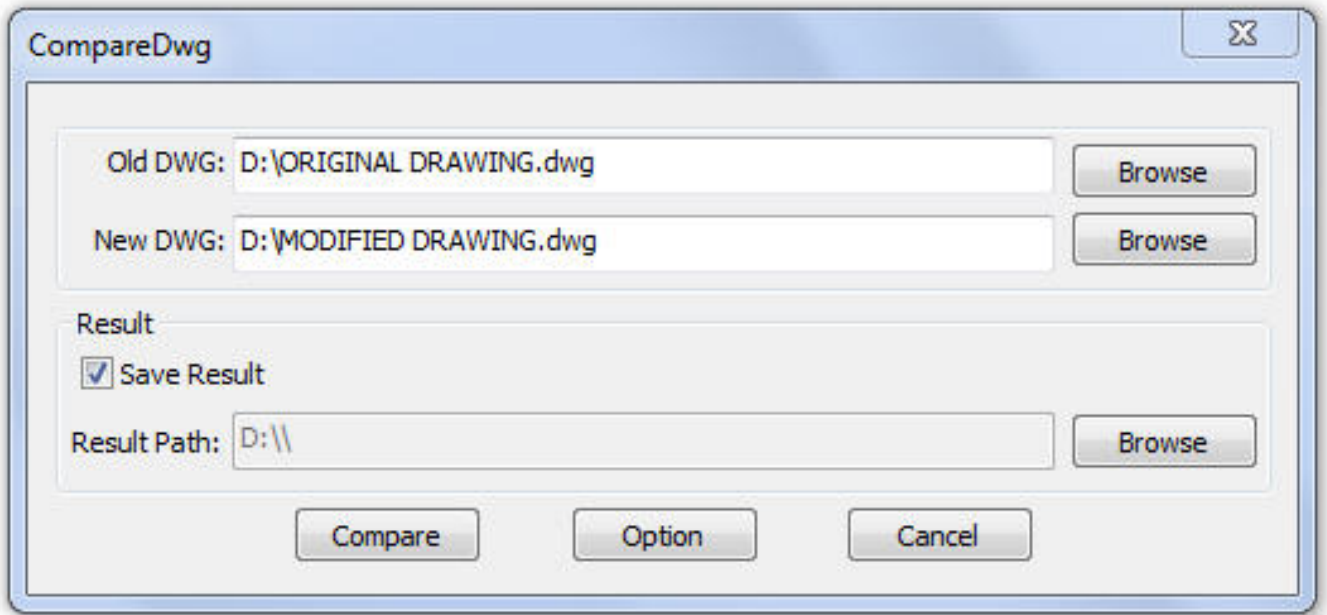 CompareDwg
Old DWG: D:\ORIGINAL DRAWING.dwg Browse
New DWG: D:\MODIFIED DRAWING.dwg Browse
Result
Save Result
Result Path: D:\\ Browse
Compare Option Cancel